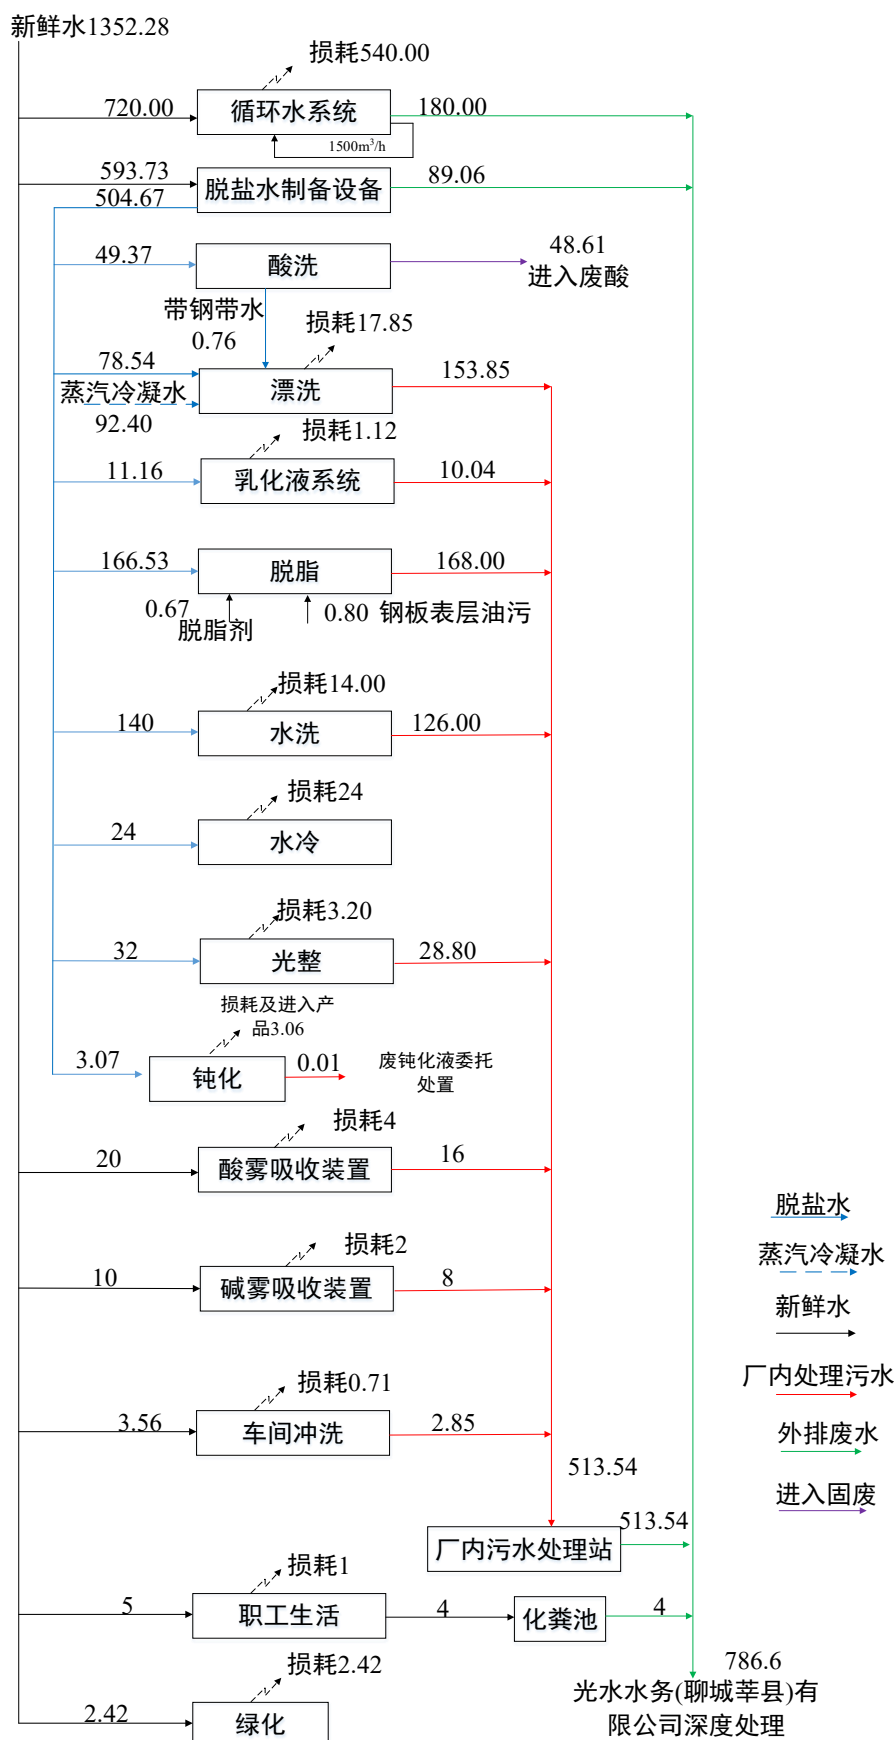 新鲜水1352.28
损耗540.00
720.00
循环水系统
180.00
1500m³/h
593.73
脱盐水制备设备
89.06
504.67
49.37
酸洗
48.61
进入废酸
带钢带水
0.76
损耗17.85
78.54
漂洗
153.85
蒸汽冷凝水
92.40
损耗1.12
11.16
乳化液系统
10.04
166.53
脱脂
168.00
0.67
脱脂剂
0.80
钢板表层油污
损耗14.00
140
水洗
126.00
损耗24
24
水冷
损耗3.20
32
光整
28.80
损耗及进入产
品3.06
3.07
钝化
0.01
废钝化液委托
处置
损耗4
20
酸雾吸收装置
16
脱盐水
损耗2
蒸汽冷凝水
10
碱雾吸收装置
8
新鲜水
损耗0.71
厂内处理污水
3.56
车间冲洗
2.85
外排废水
513.54
进入固废
厂内污水处理站
513.54
损耗1
5
职工生活
4
化粪池
4
损耗2.42
786.6
光水水务(聊城莘县)有
限公司深度处理
2.42
绿化